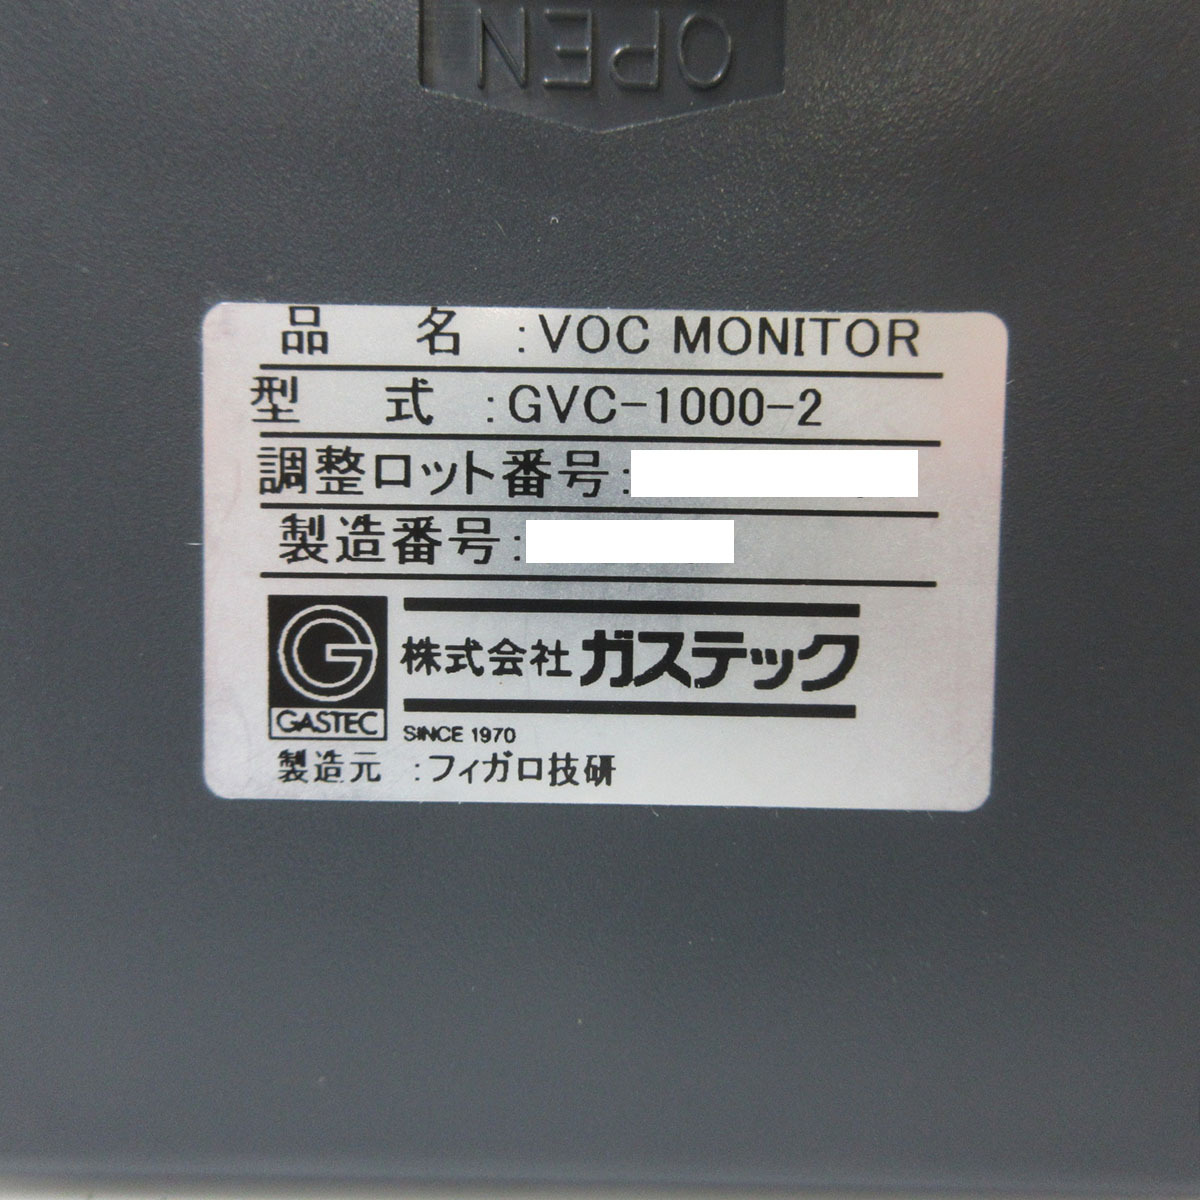 OPEN
品 名 :VOC MONITOR
型 式 :GVC-1000-2
調整ロット番号:
製造番号:
G
GASTEC
株式会社ガステック
SINCE 1970
製造元 :フィガロ技研